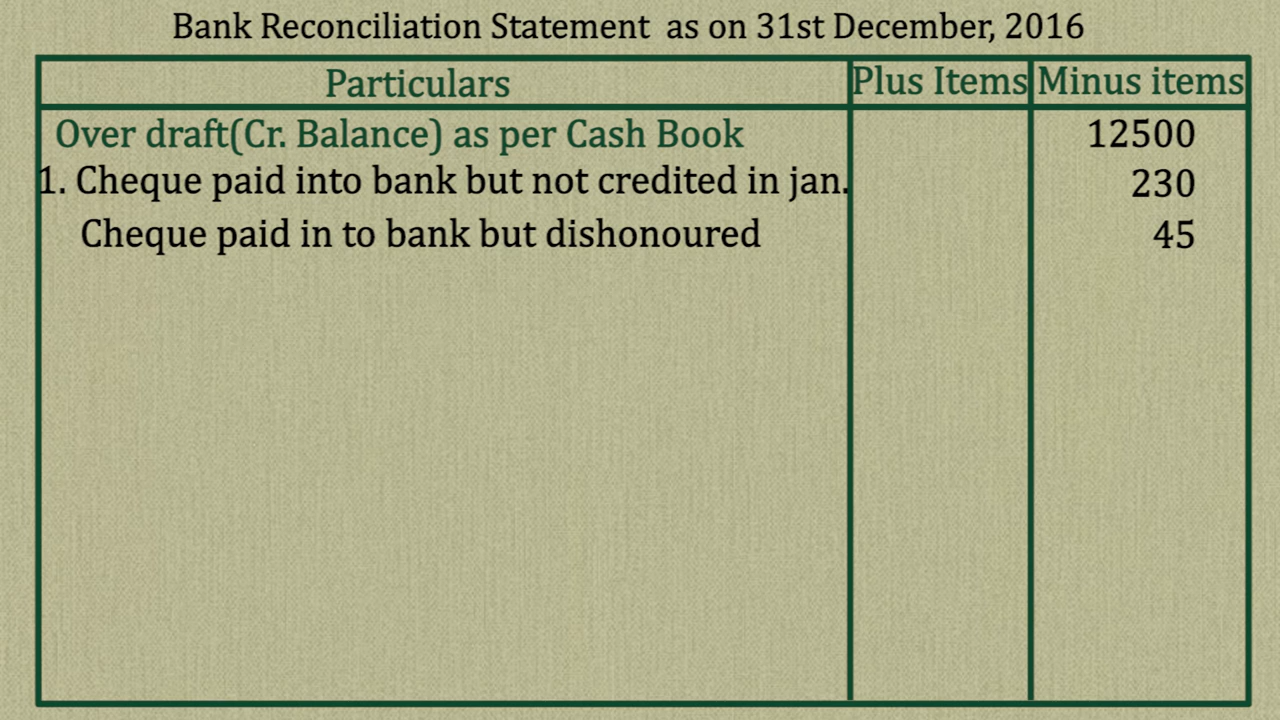 Bank Reconciliation Statement as on 31st December, 2016
Particulars Plus Items Minus items
Over draft(Cr. Balance) as per Cash Book 12500
1. Cheque paid into bank but not credited in jan. 230
Cheque paid in to bank but dishonoured 45